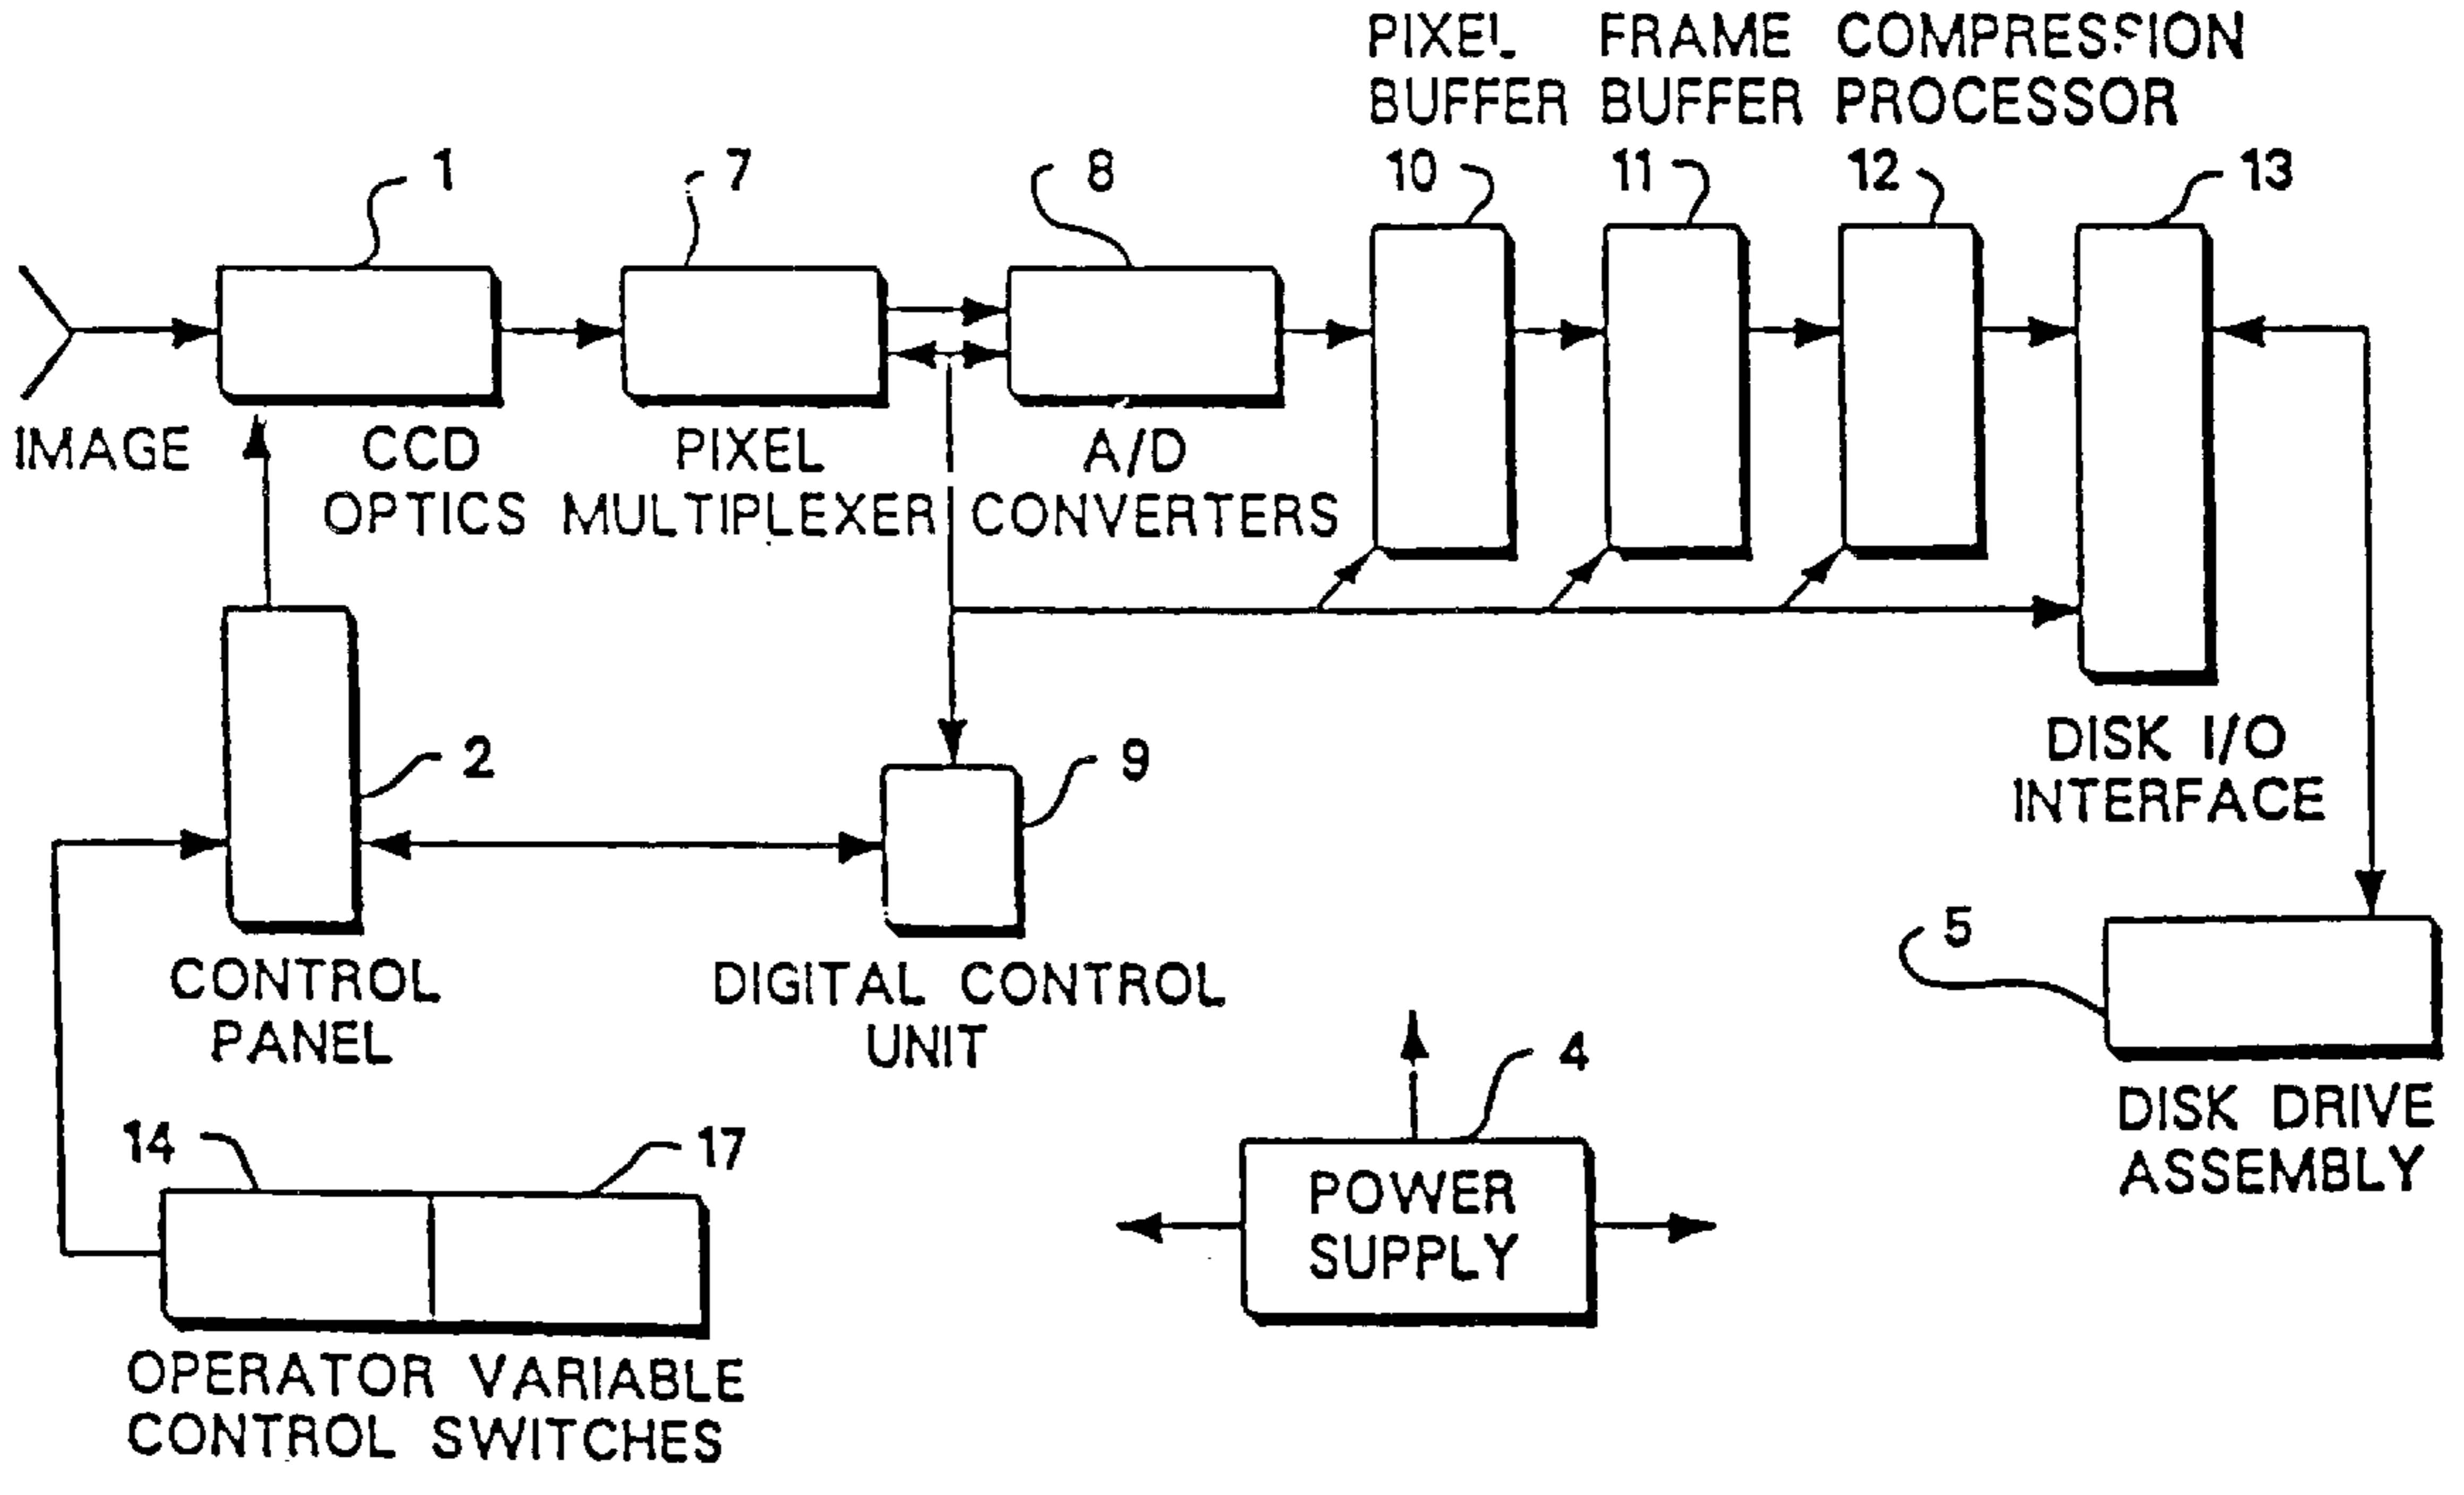 PIXEL FRAME COMPRESSION
BUFFER BUFFER PROCESSOR
1 7 8 10 11 12 13
IMAGE CCD PIXEL A/D
OPTICS MULTIPLEXER CONVERTERS
2 9
DISK I/O
INTERFACE
5
CONTROL
PANEL
DIGITAL CONTROL
UNIT
4
DISK DRIVE
ASSEMBLY
14 17
POWER
SUPPLY
OPERATOR VARIABLE
CONTROL SWITCHES